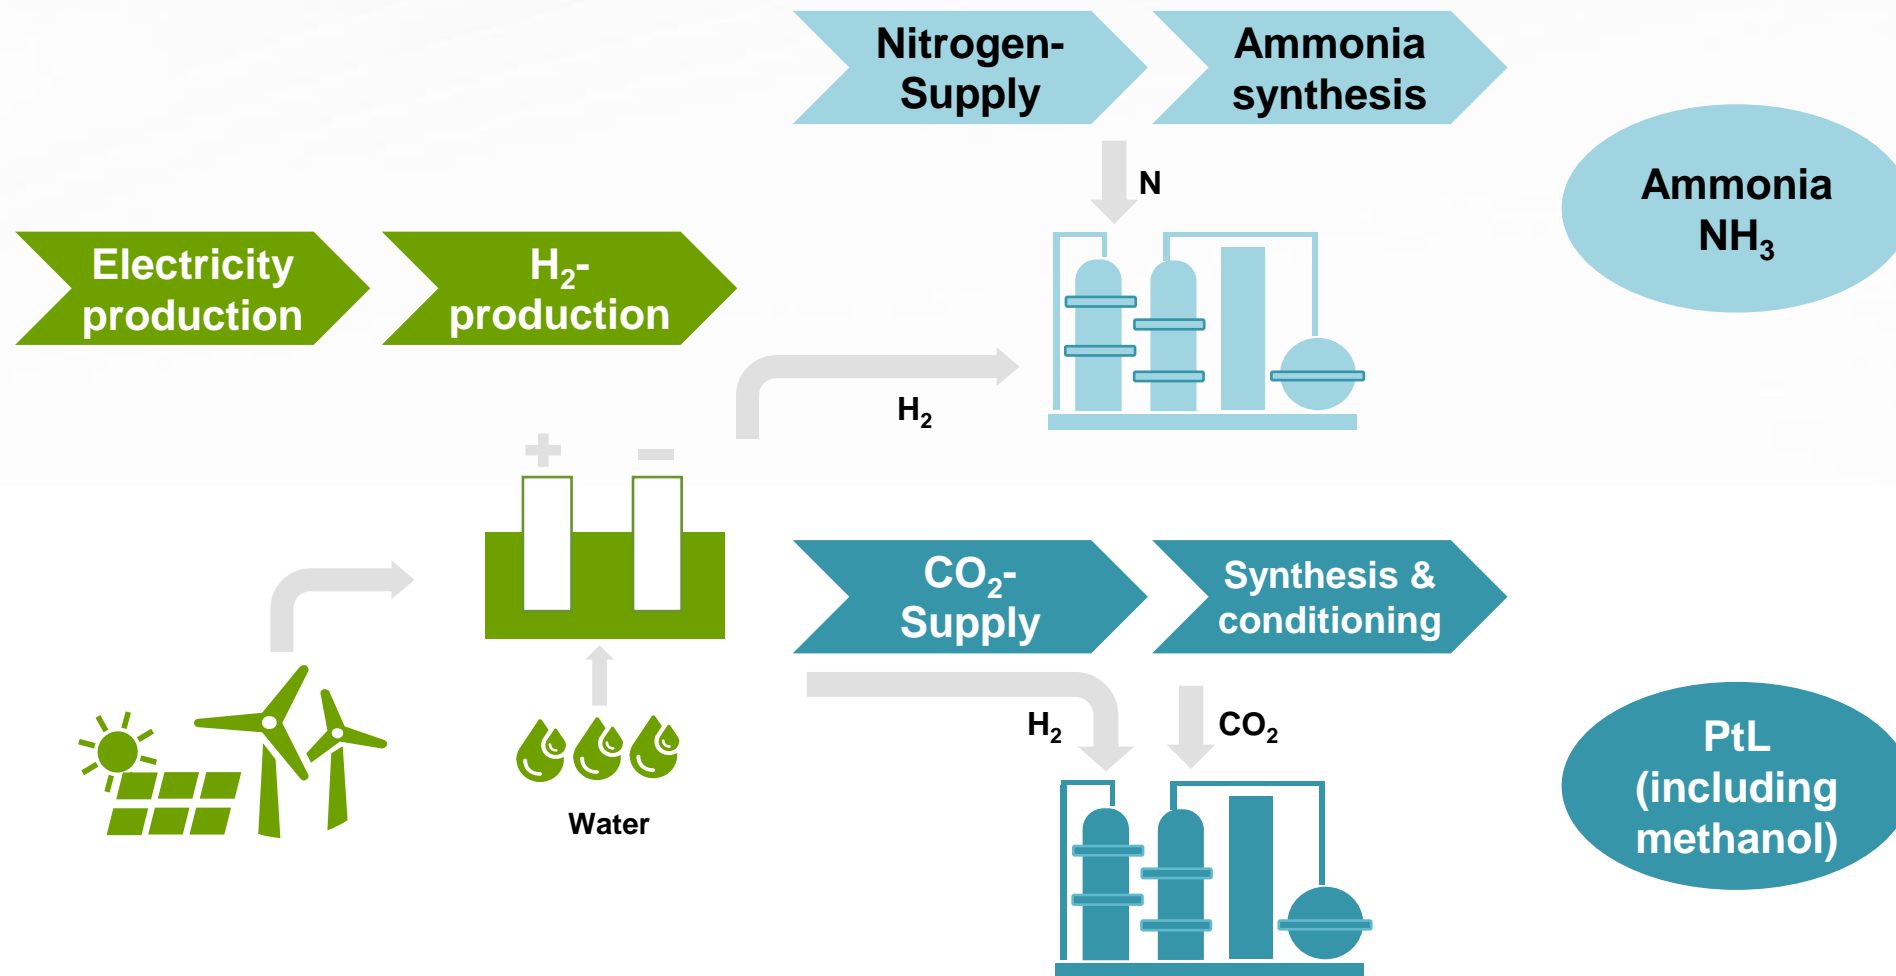 Nitrogen-
Supply
Ammonia
synthesis
N
Ammonia
NH₃
Electricity
production
H₂-
production
H₂
+
−
CO₂-
Supply
Synthesis &
conditioning
H₂
CO₂
Water
PtL
(including
methanol)